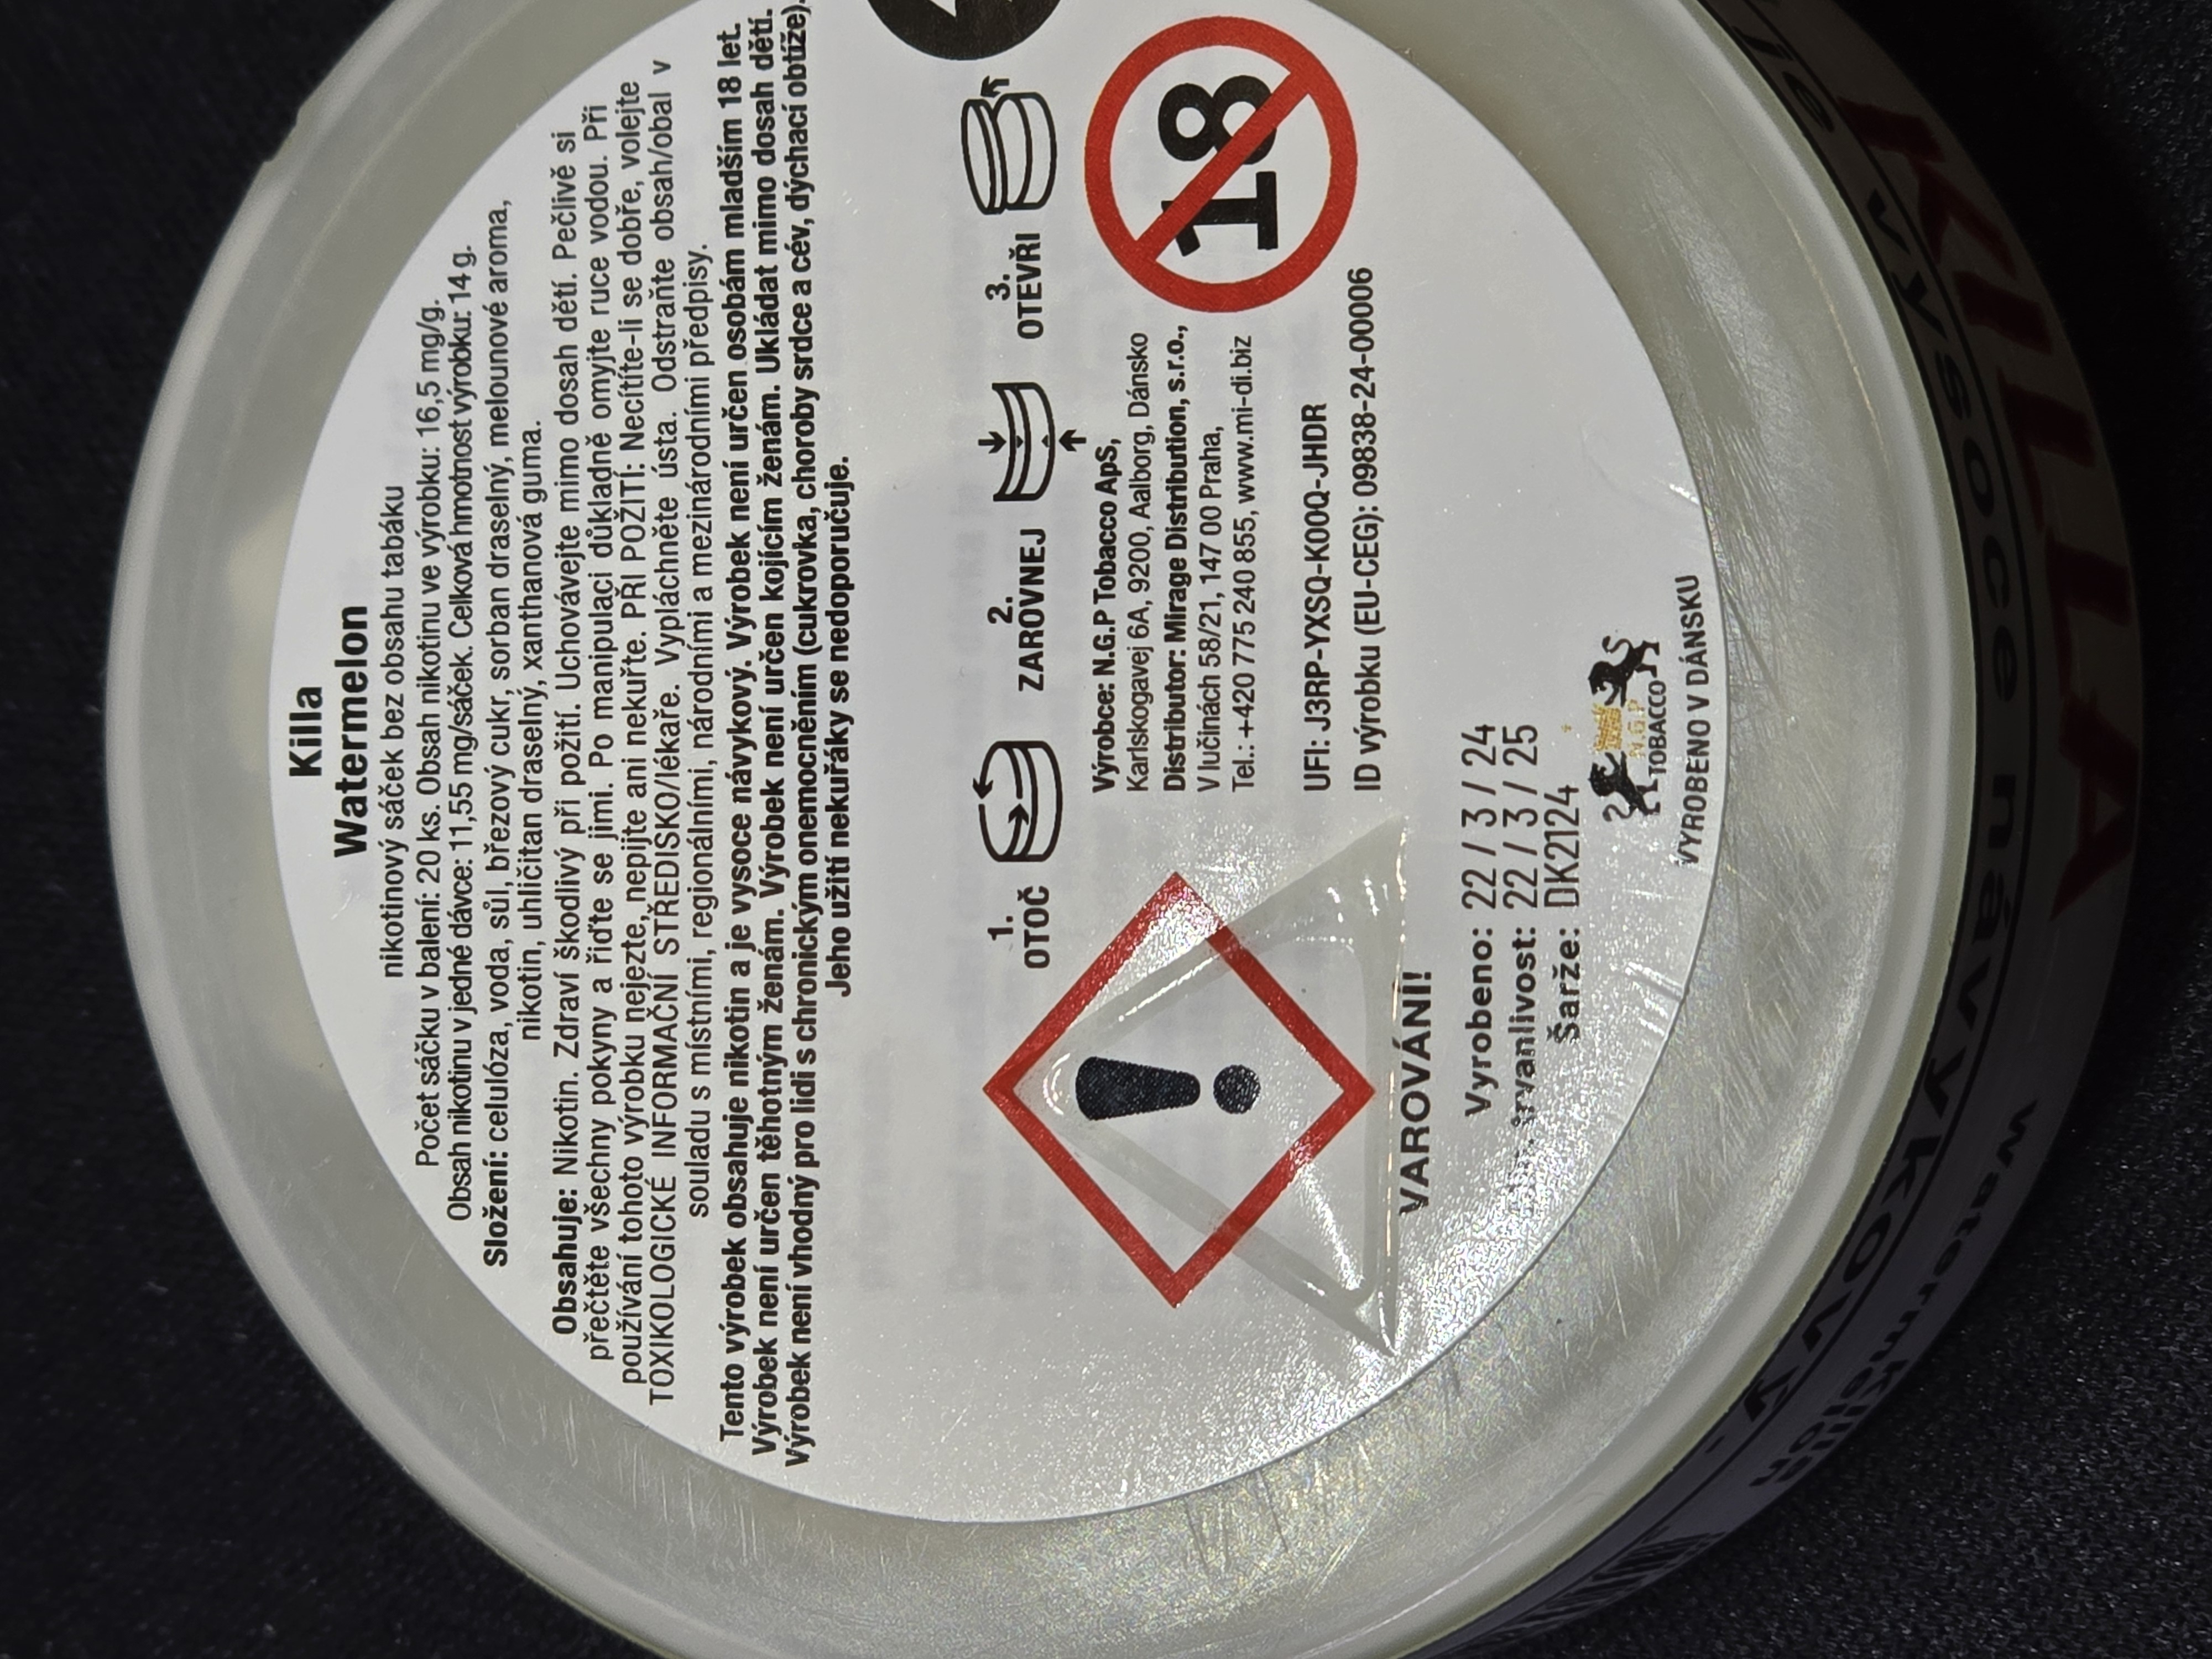 Killa
Watermelon
nikotinový sáček bez obsahu tabáku
Počet sáčku v balení: 20 ks. Obsah nikotinu ve výrobku: 16,5 mg/g.
Obsah nikotinu v jedné dávce: 11,55 mg/sáček. Celková hmotnost výrobku: 14 g.
Složení: celulóza, voda, sůl, březový cukr, sorban draselný, melounové aroma,
nikotin, uhličitan draselný, xanthanová guma.
Obsahuje: Nikotin. Zdraví škodlivý při požití. Uchovávejte mimo dosah dětí. Pečlivě si
přečtěte všechny pokyny a řiďte se jimi. Po manipulaci důkladně omyjte ruce vodou. Při
používání tohoto výrobku nejezte, nepijte ani nekuřte. PŘI POŽITÍ: Necítíte-li se dobře, volejte
TOXIKOLOGICKÉ INFORMAČNÍ STŘEDISKO/lékaře. Vypláchněte ústa. Odstraňte obsah/obal v
souladu s místními, regionálními, národními a mezinárodními předpisy.
Tento výrobek obsahuje nikotin a je vysoce návykový. Výrobek není určen osobám mladším 18 let.
Výrobek není určen těhotným ženám. Výrobek není určen kojícím ženám. Ukládat mimo dosah dětí.
Výrobek není vhodný pro lidi s chronickým onemocněním (cukrovka, choroby srdce a cév, dýchací obtíže).
Jeho užití nekuřáky se nedoporučuje.
1.
OTOČ
2.
ZAROVNEJ
3.
OTEVŘI
18
Výrobce: N.G.P Tobacco ApS,
Karlskogavej 6A, 9200, Aalborg, Dánsko
Distributor: Mirage Distribution, s.r.o.,
V lučinách 58/21, 147 00 Praha,
Tel.: +420 775 240 855, www.mi-di.biz
UFI: J3RP-YXSQ-K00Q-JHDR
ID výrobku (EU-CEG): 09838-24-00006
!
VAROVÁNÍ!
Vyrobeno: 22 / 3 / 24
trvanlivost: 22 / 3 / 25
Šarže: DK2124
N.G.P
TOBACCO
VYROBENO V DÁNSKU
je vysoce návykový.
KILLA
Killa
watermelon